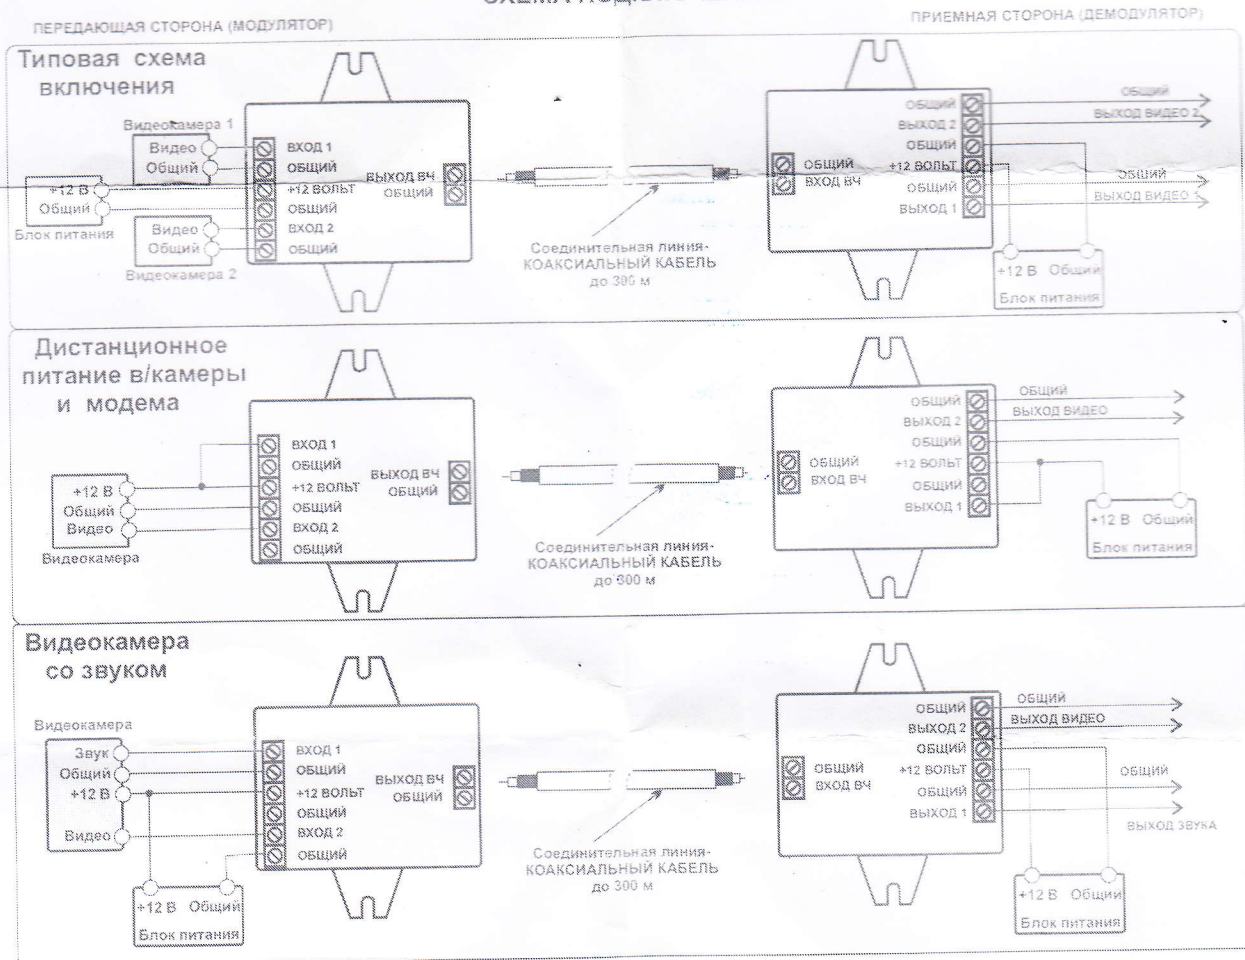 ПЕРЕДАЮЩАЯ СТОРОНА (МОДУЛЯТОР)
ПРИЕМНАЯ СТОРОНА (ДЕМОДУЛЯТОР)
Типовая схема
включения
Видеокамера 1
Видео
Общий
+12 В
Общий
Блок питания
Видео
Общий
Видеокамера 2
ВХОД 1
ОБЩИЙ
+12 ВОЛЬТ
ОБЩИЙ
ВХОД 2
ОБЩИЙ
ВЫХОД ВЧ
ОБЩИЙ
Соединительная линия-
КОАКСИАЛЬНЫЙ КАБЕЛЬ
до 300 м
ОБЩИЙ
ВХОД ВЧ
ОБЩИЙ
ВЫХОД 2
ОБЩИЙ
+12 ВОЛЬТ
ОБЩИЙ
ВЫХОД 1
ОБЩИЙ
ВЫХОД ВИДЕО 2
ОБЩИЙ
ВЫХОД ВИДЕО 1
+12 В Общий
Блок питания
Дистанционное
питание в/камеры
и модема
+12 В
Общий
Видео
Видеокамера
ВХОД 1
ОБЩИЙ
+12 ВОЛЬТ
ОБЩИЙ
ВХОД 2
ОБЩИЙ
ВЫХОД ВЧ
ОБЩИЙ
Соединительная линия-
КОАКСИАЛЬНЫЙ КАБЕЛЬ
до 300 м
ОБЩИЙ
ВХОД ВЧ
ОБЩИЙ
ВЫХОД 2
ОБЩИЙ
+12 ВОЛЬТ
ОБЩИЙ
ВЫХОД 1
ОБЩИЙ
ВЫХОД ВИДЕО
+12 В Общий
Блок питания
Видеокамера
со звуком
Видеокамера
Звук
Общий
+12 В
Видео
+12 В Общий
Блок питания
ВХОД 1
ОБЩИЙ
+12 ВОЛЬТ
ОБЩИЙ
ВХОД 2
ОБЩИЙ
ВЫХОД ВЧ
ОБЩИЙ
Соединительная линия-
КОАКСИАЛЬНЫЙ КАБЕЛЬ
до 300 м
ОБЩИЙ
ВХОД ВЧ
ОБЩИЙ
ВЫХОД 2
ОБЩИЙ
+12 ВОЛЬТ
ОБЩИЙ
ВЫХОД 1
ОБЩИЙ
ВЫХОД ВИДЕО
ОБЩИЙ
ВЫХОД ЗВУКА
+12 В Общий
Блок питания